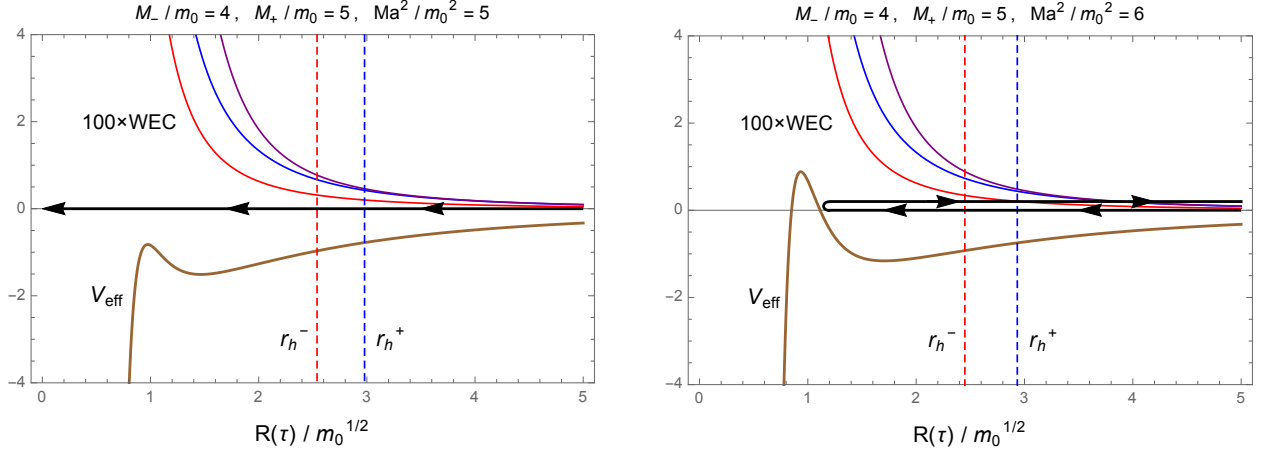 M₋ / m₀ = 4 , M₊ / m₀ = 5 , Ma² / m₀² = 5
4
2
0
−2
−4
100×WEC
V_eff
r_h⁻
r_h⁺
0 1 2 3 4 5
R(τ) / m₀^1/2
M₋ / m₀ = 4 , M₊ / m₀ = 5 , Ma² / m₀² = 6
4
2
0
−2
−4
100×WEC
V_eff
r_h⁻
r_h⁺
0 1 2 3 4 5
R(τ) / m₀^1/2